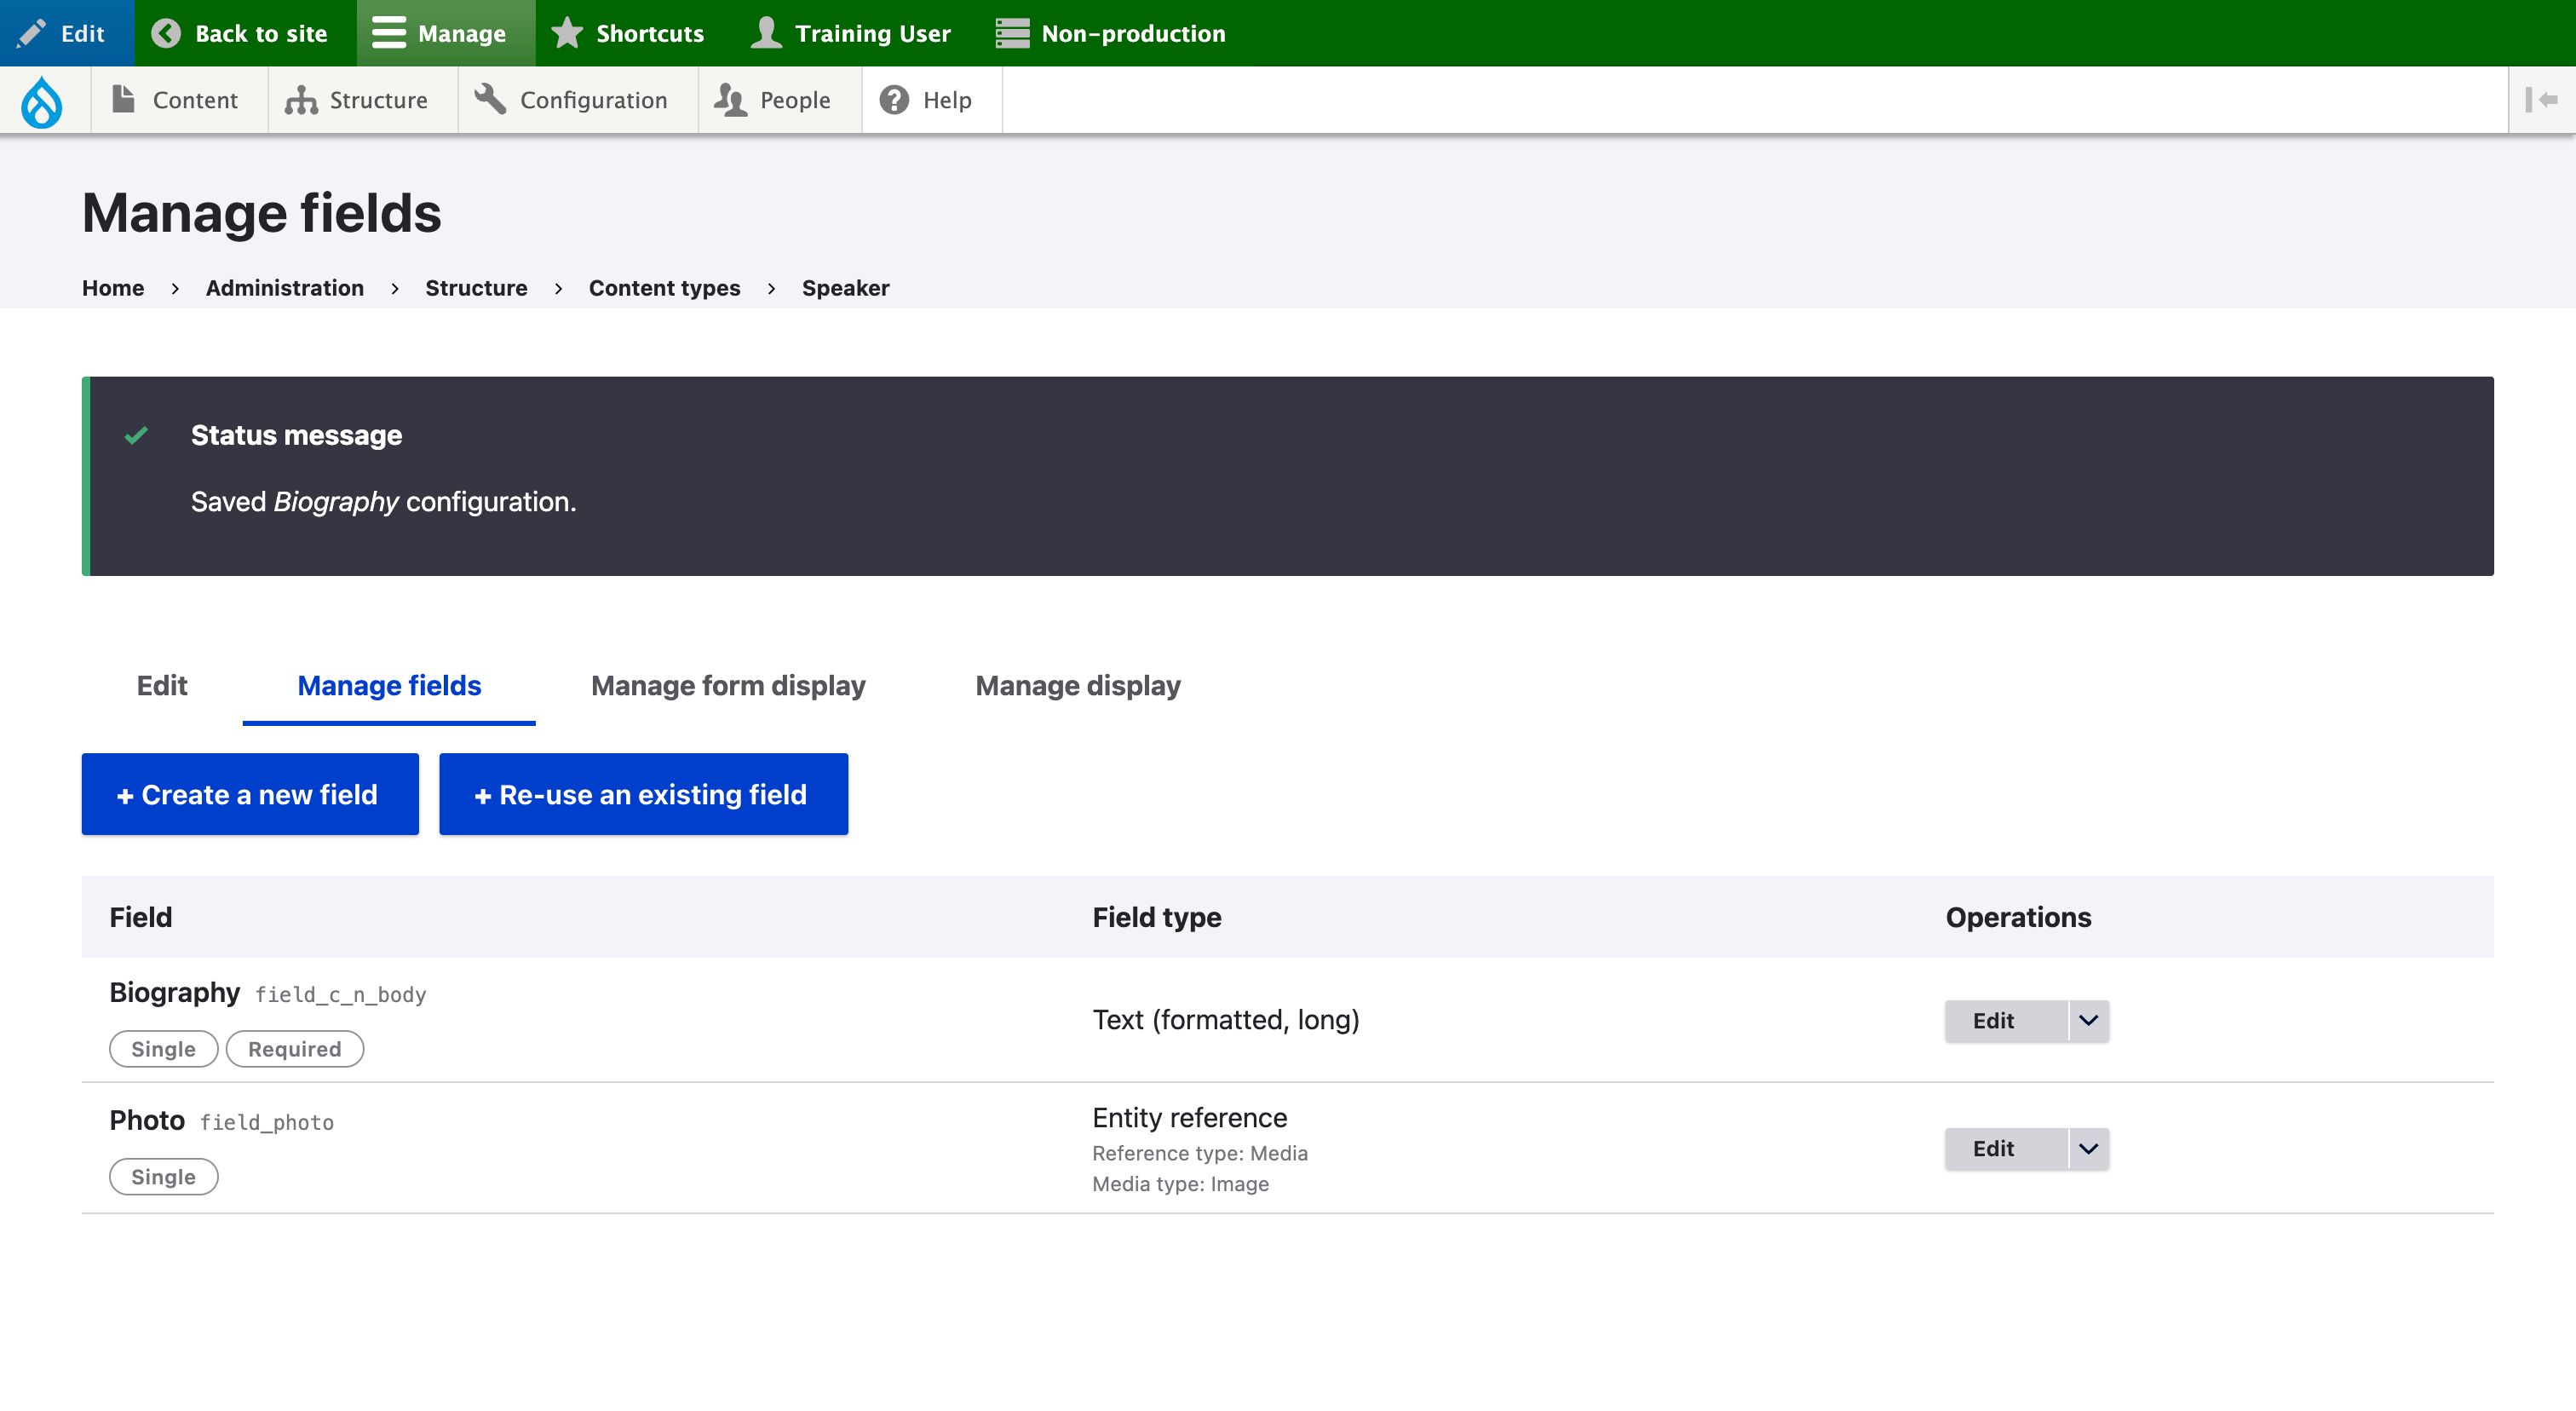 Edit Back to site Manage Shortcuts Training User Non-production
Content Structure Configuration People Help
Manage fields
Home › Administration › Structure › Content types › Speaker
Status message
Saved Biography configuration.
Edit Manage fields Manage form display Manage display
+ Create a new field + Re-use an existing field
Field Field type Operations
Biography field_c_n_body
Single Required
Text (formatted, long)
Edit
Photo field_photo
Single
Entity reference
Reference type: Media
Media type: Image
Edit